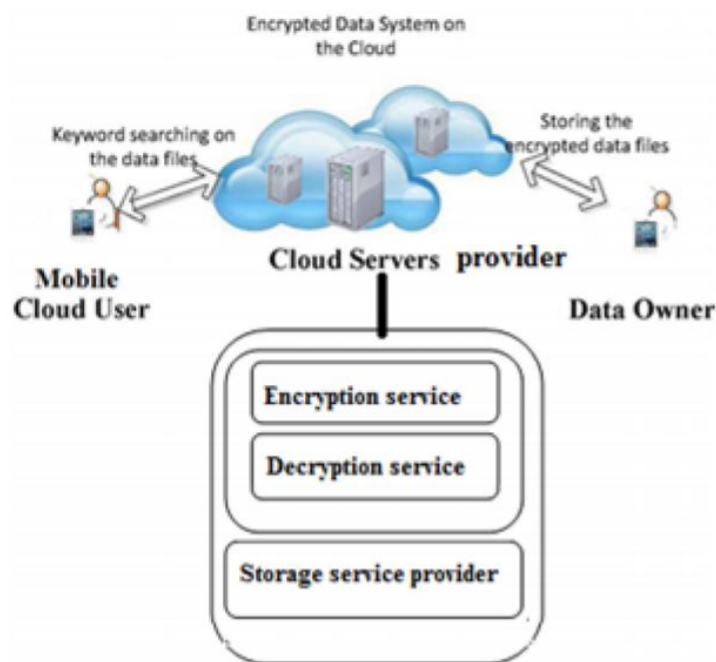 Encrypted Data System on
the Cloud
Keyword searching on
the data files
Storing the
encrypted data files
Cloud Servers provider
Mobile
Cloud User
Data Owner
Encryption service
Decryption service
Storage service provider